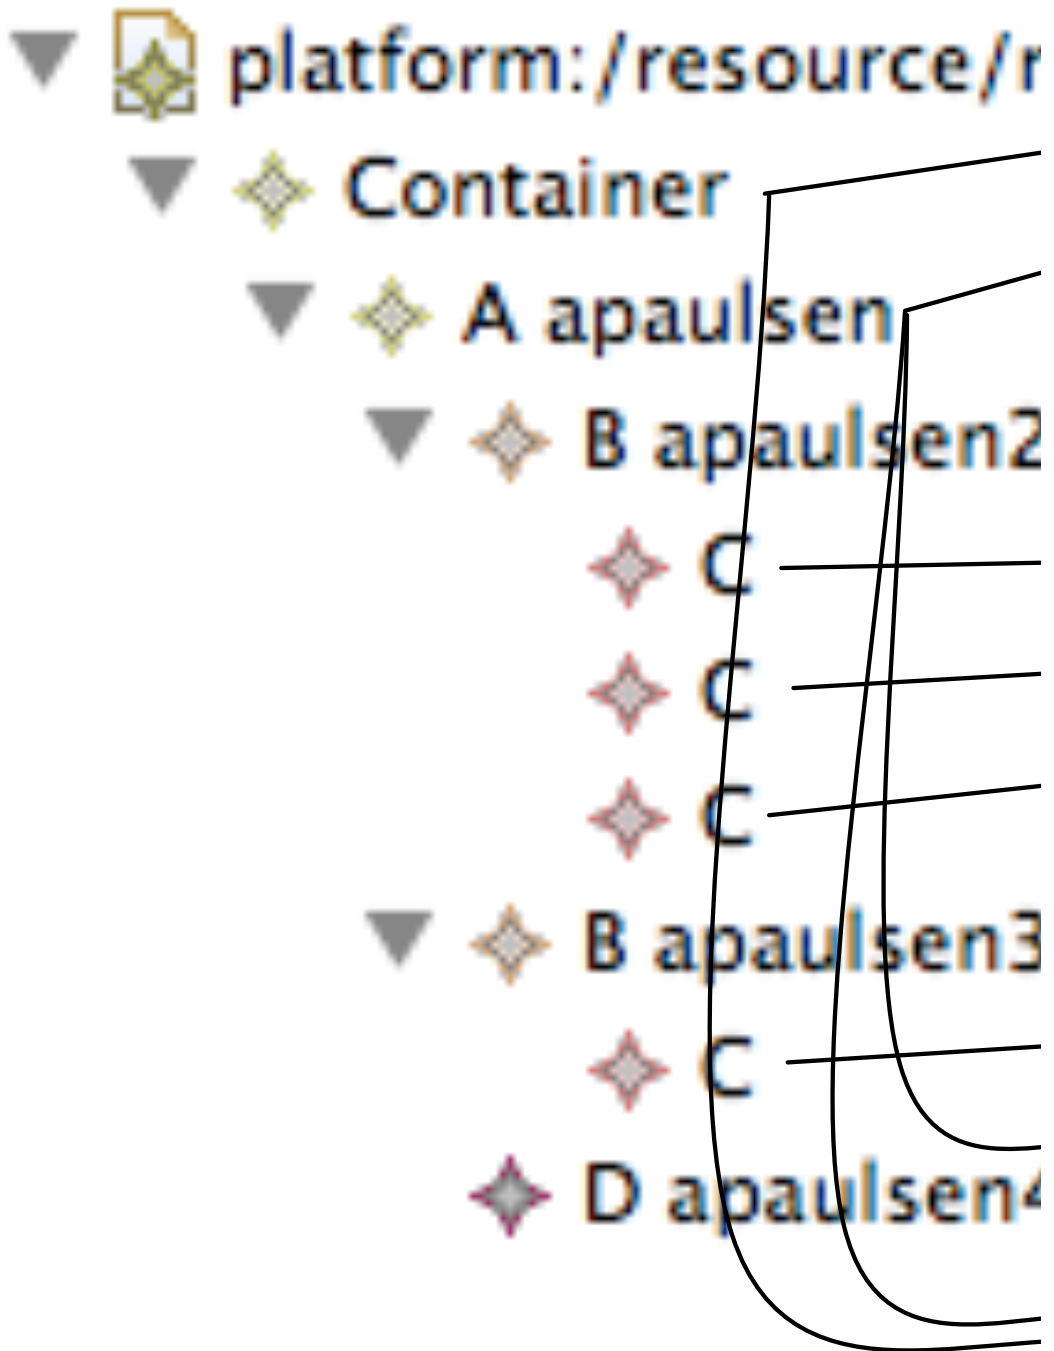 platform:/resource/r
Container
A apaulsen
B apaulsen2
C
C
C
B apaulsen3
C
D apaulsen4